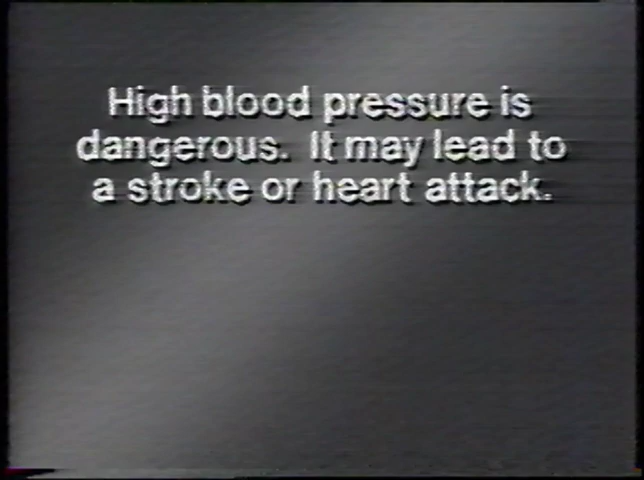 High blood pressure is
dangerous.  It may lead to
a stroke or heart attack.